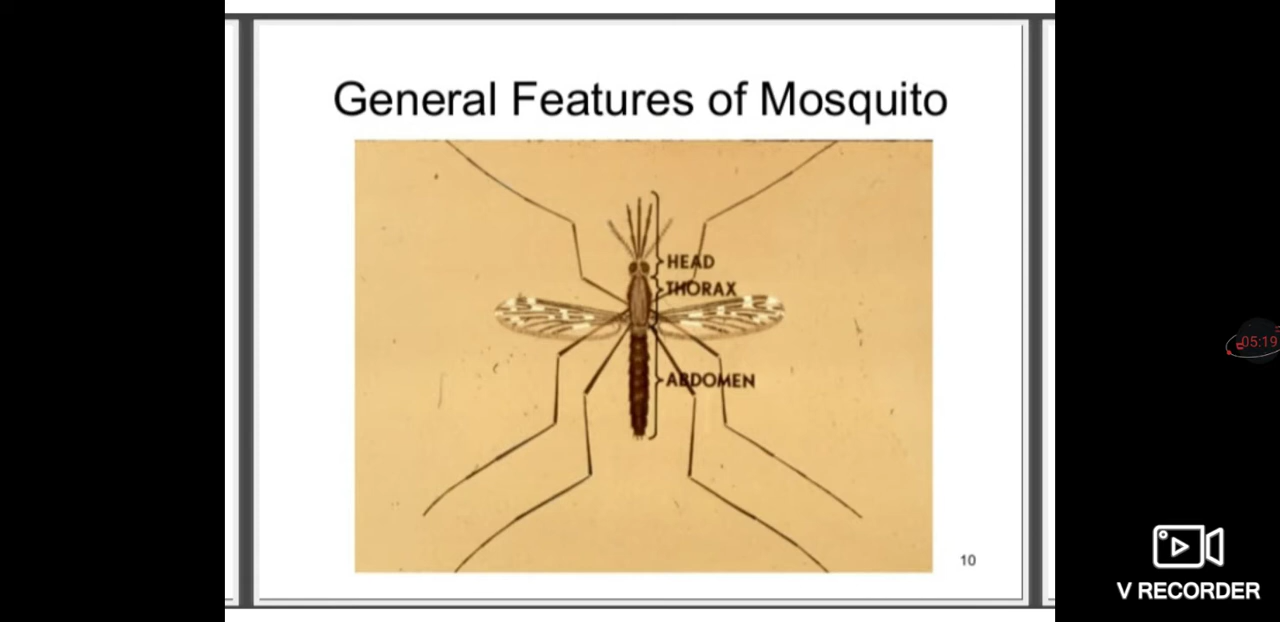 General Features of Mosquito
HEAD
THORAX
ABDOMEN
10
05:19
V RECORDER